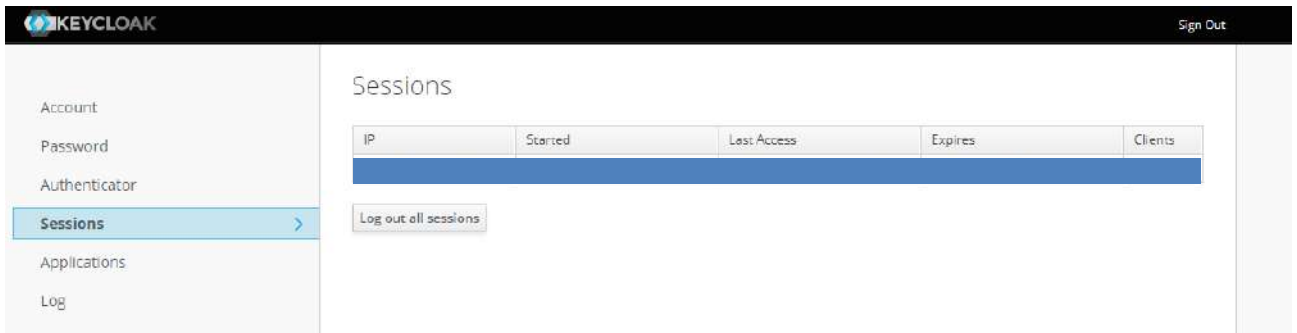 KEYCLOAK
Sign Out
Account
Password
Authenticator
Sessions
Applications
Log
Sessions
IP Started Last Access Expires Clients
Log out all sessions